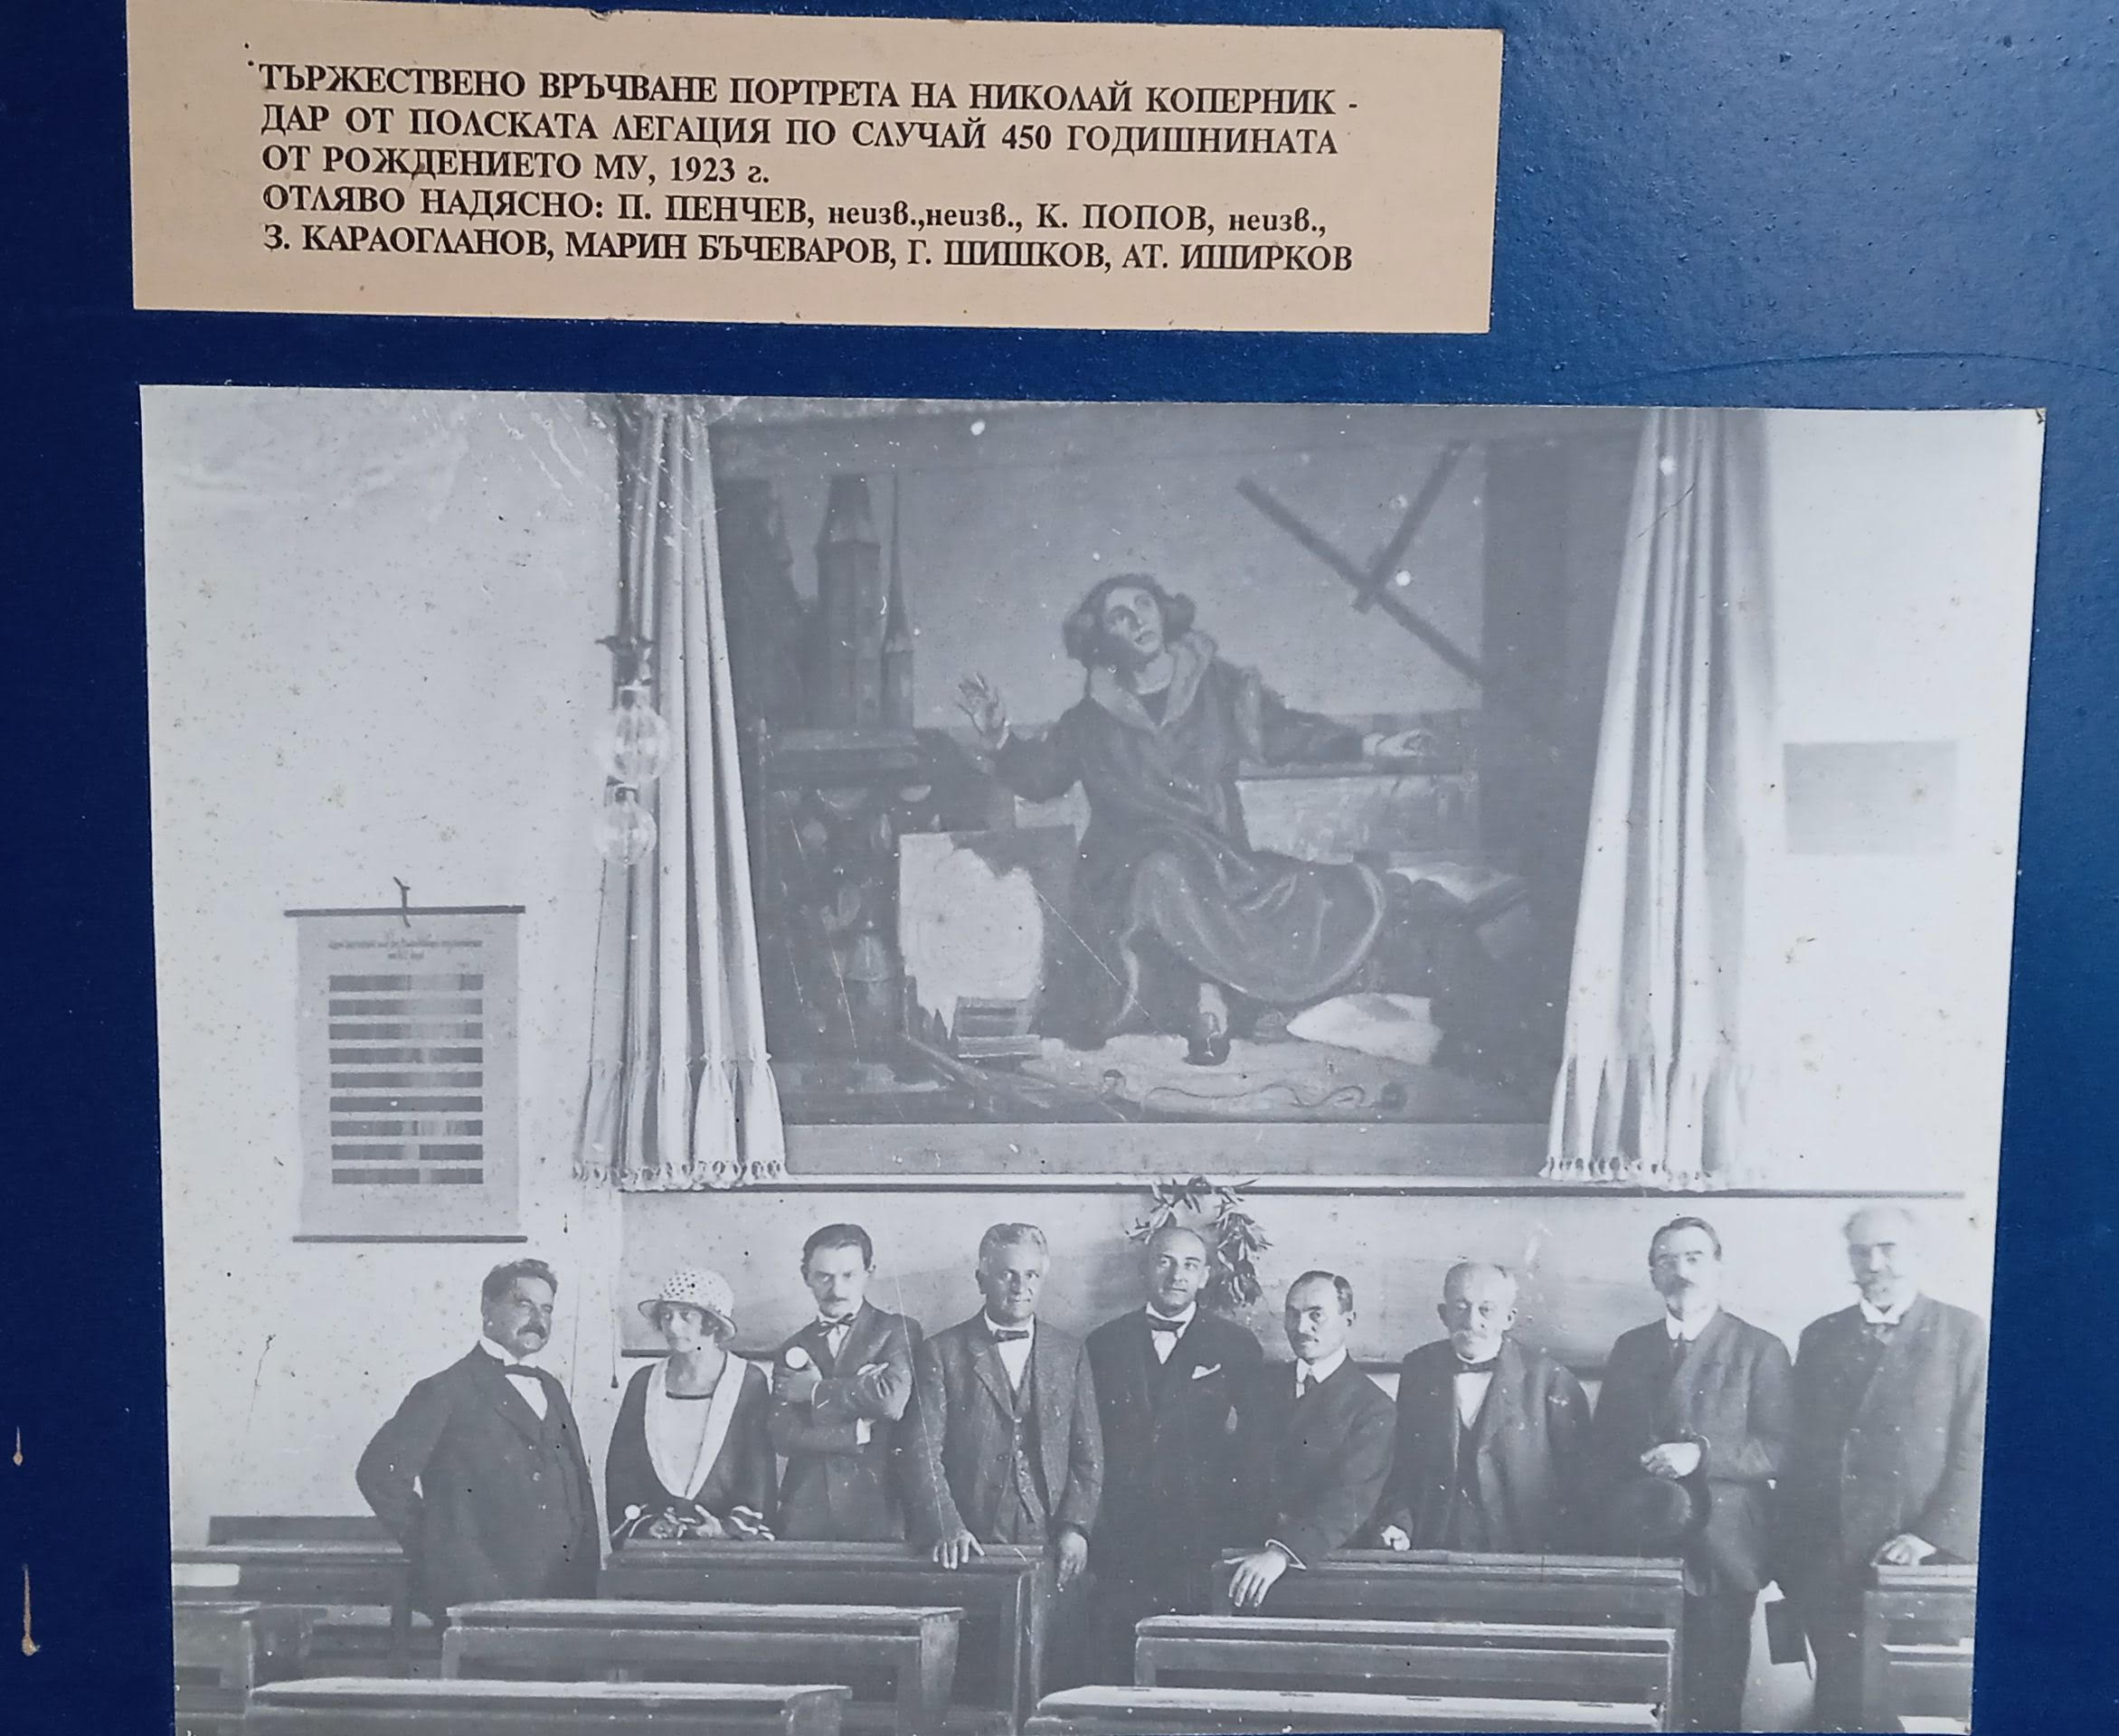 ТЪРЖЕСТВЕНО ВРЪЧВАНЕ ПОРТРЕТА НА НИКОЛАЙ КОПЕРНИК -
ДАР ОТ ПОЛСКАТА ЛЕГАЦИЯ ПО СЛУЧАЙ 450 ГОДИШНИНАТА
ОТ РОЖДЕНИЕТО МУ, 1923 г.
ОТЛЯВО НАДЯСНО: П. ПЕНЧЕВ, неизв.,неизв., К. ПОПОВ, неизв.,
З. КАРАОГЛАНОВ, МАРИН БЪЧЕВАРОВ, Г. ШИШКОВ, АТ. ИШИРКОВ